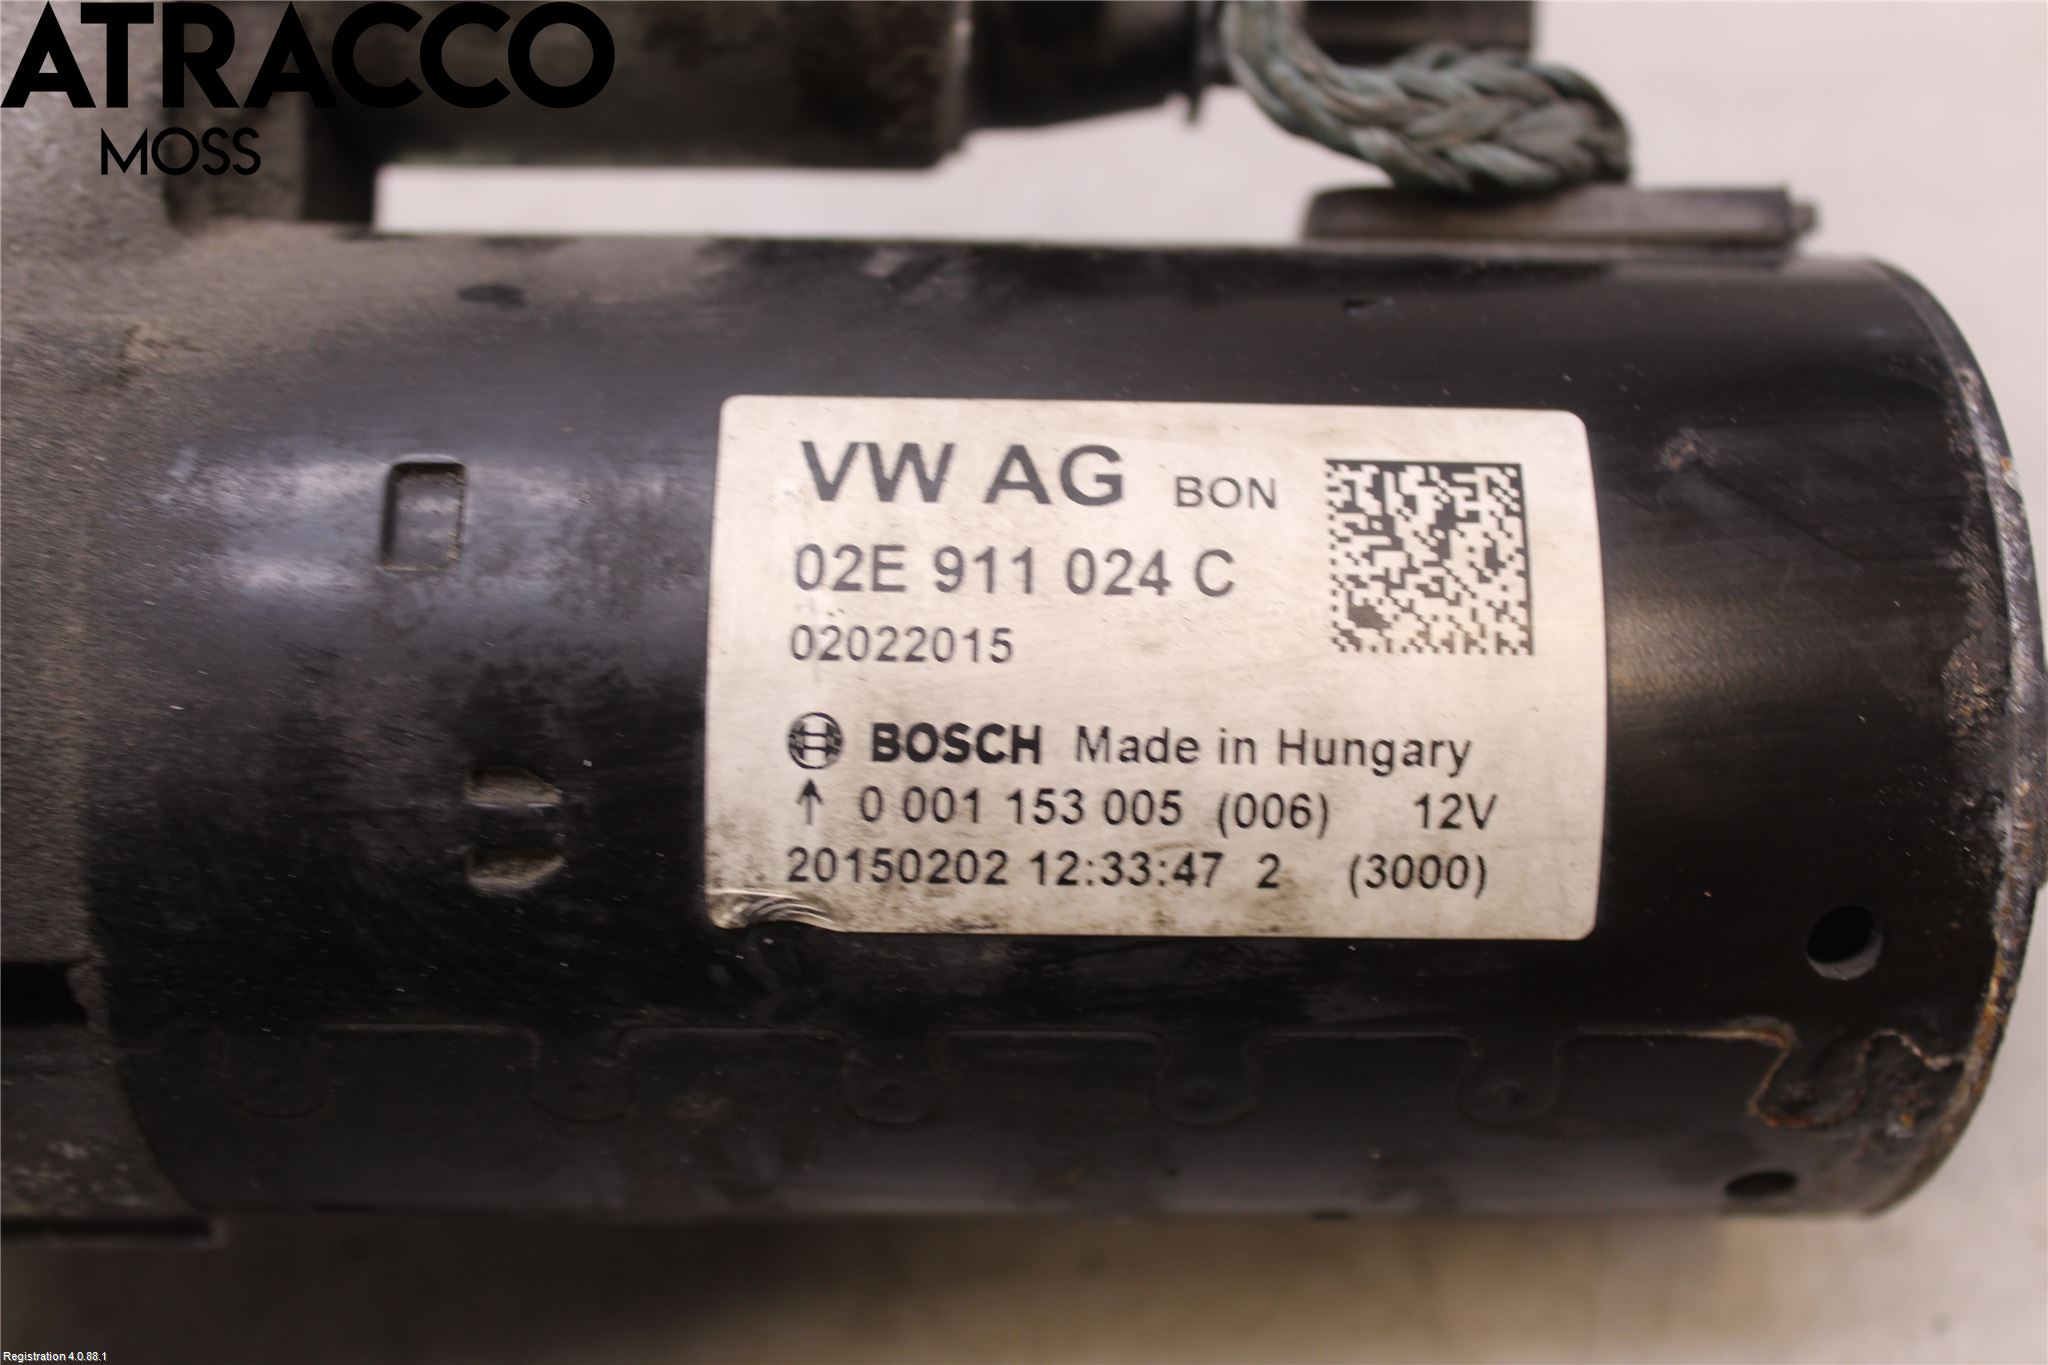 ATRACCO
MOSS
VW AG BON
02E 911 024 C
02022015
BOSCH Made in Hungary
↑ 0 001 153 005 (006) 12V
20150202 12:33:47 2 (3000)
Registration 4.0.88.1